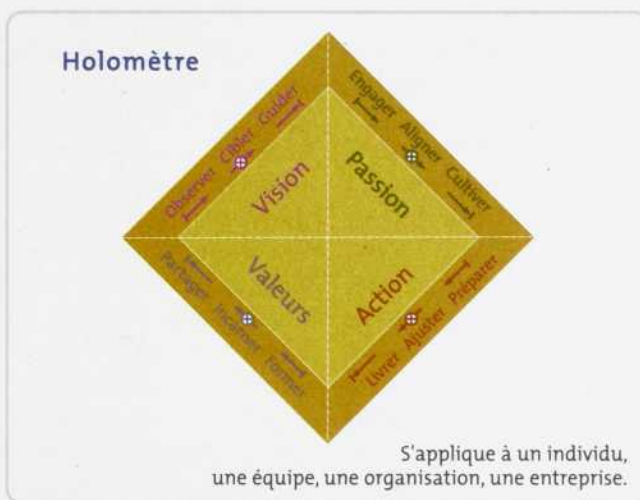 Holomètre
Observer Cibler Guider
Vision
Engager Aligner Cultiver
Passion
Valeurs
Partager Incarner Former
Action
Livrer Ajuster Préparer
S'applique à un individu,
une équipe, une organisation, une entreprise.